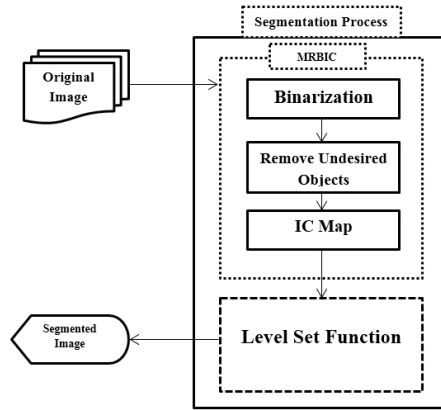 Segmentation Process
MRBIC
Original
Image
Binarization
Remove Undesired
Objects
IC Map
Level Set Function
Segmented
Image